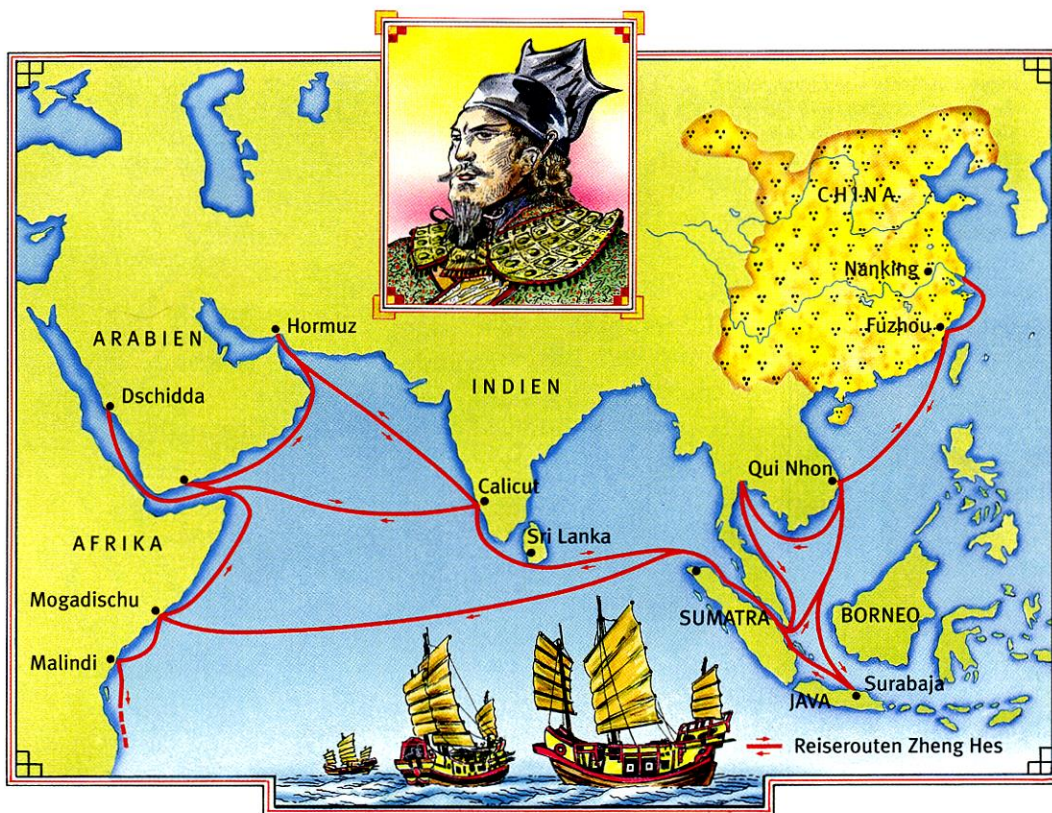 CHINA
Nanking
Fuzhou
Hormuz
ARABIEN
INDIEN
Dschidda
Qui Nhon
Calicut
Sri Lanka
AFRIKA
Mogadischu
SUMATRA
BORNEO
Malindi
Surabaja
JAVA
Reiserouten Zheng Hes